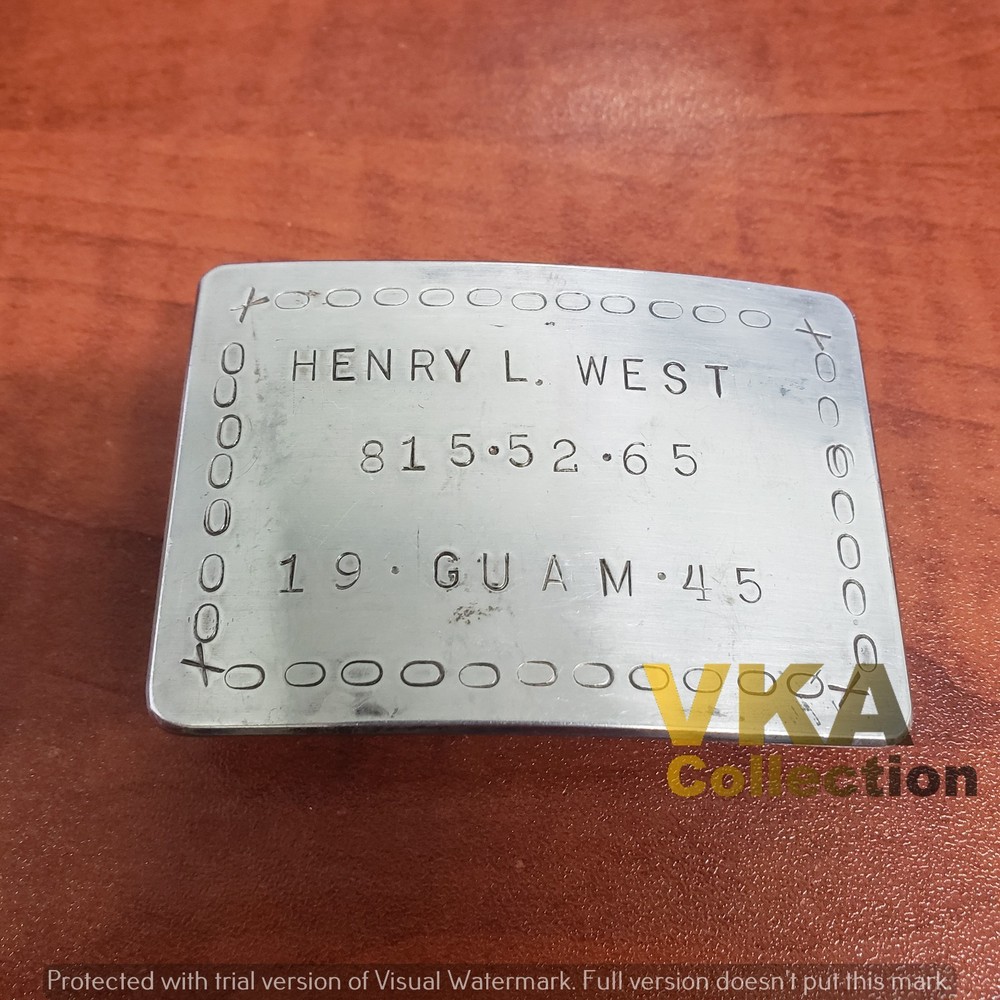 HENRY L. WEST
815·52·65
19·GUAM·45
VKA
Collection
Protected with trial version of Visual Watermark. Full version doesn't put this mark.